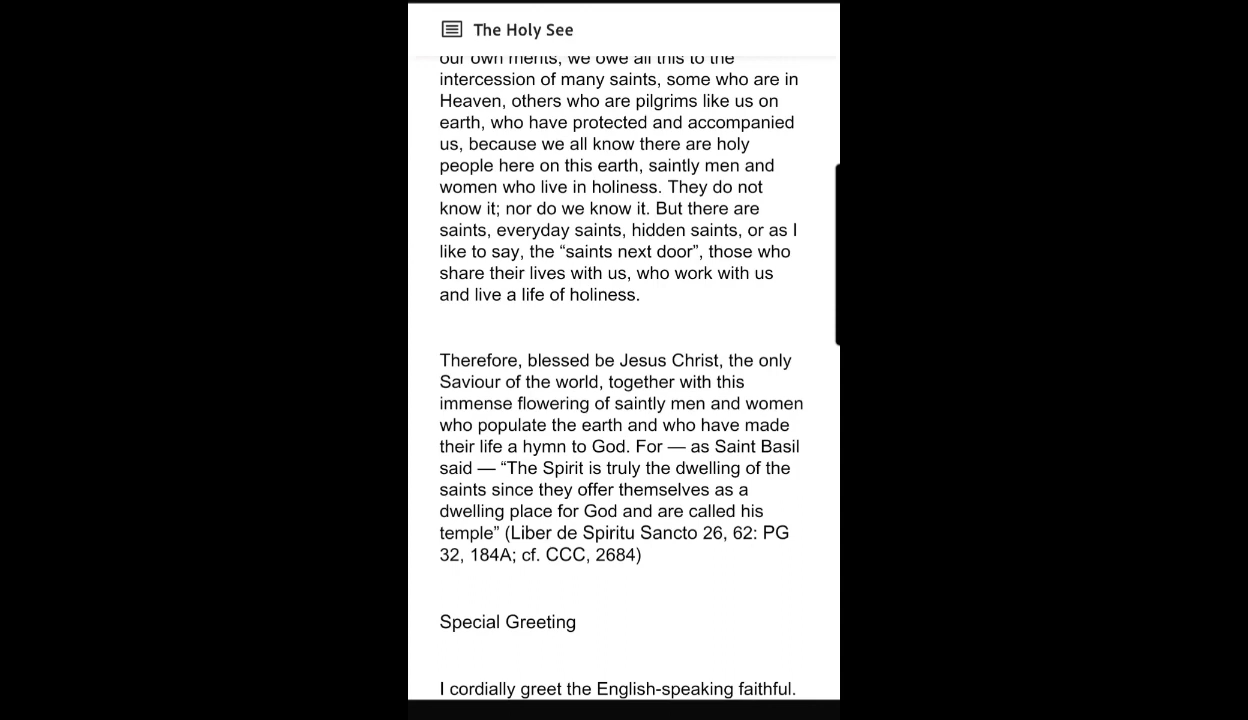 The Holy See
our own merits, we owe all this to the
intercession of many saints, some who are in
Heaven, others who are pilgrims like us on
earth, who have protected and accompanied
us, because we all know there are holy
people here on this earth, saintly men and
women who live in holiness. They do not
know it; nor do we know it. But there are
saints, everyday saints, hidden saints, or as I
like to say, the “saints next door”, those who
share their lives with us, who work with us
and live a life of holiness.
Therefore, blessed be Jesus Christ, the only
Saviour of the world, together with this
immense flowering of saintly men and women
who populate the earth and who have made
their life a hymn to God. For — as Saint Basil
said — “The Spirit is truly the dwelling of the
saints since they offer themselves as a
dwelling place for God and are called his
temple” (Liber de Spiritu Sancto 26, 62: PG
32, 184A; cf. CCC, 2684)
Special Greeting
I cordially greet the English-speaking faithful.